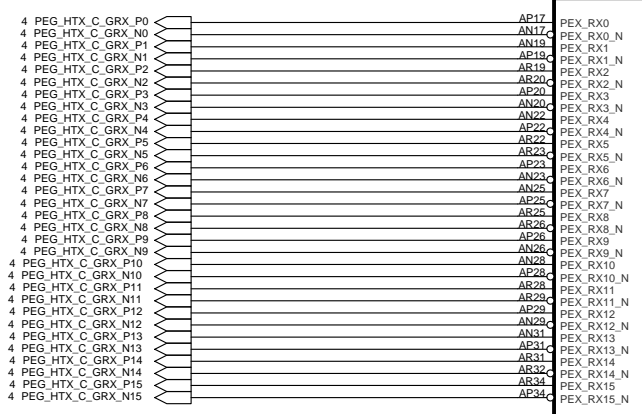 4 PEG_HTX_C_GRX_P0 AP17 PEX_RX0
4 PEG_HTX_C_GRX_N0 AN17 PEX_RX0_N
4 PEG_HTX_C_GRX_P1 AN19 PEX_RX1
4 PEG_HTX_C_GRX_N1 AP19 PEX_RX1_N
4 PEG_HTX_C_GRX_P2 AR19 PEX_RX2
4 PEG_HTX_C_GRX_N2 AR20 PEX_RX2_N
4 PEG_HTX_C_GRX_P3 AP20 PEX_RX3
4 PEG_HTX_C_GRX_N3 AN20 PEX_RX3_N
4 PEG_HTX_C_GRX_P4 AN22 PEX_RX4
4 PEG_HTX_C_GRX_N4 AP22 PEX_RX4_N
4 PEG_HTX_C_GRX_P5 AR22 PEX_RX5
4 PEG_HTX_C_GRX_N5 AR23 PEX_RX5_N
4 PEG_HTX_C_GRX_P6 AP23 PEX_RX6
4 PEG_HTX_C_GRX_N6 AN23 PEX_RX6_N
4 PEG_HTX_C_GRX_P7 AN25 PEX_RX7
4 PEG_HTX_C_GRX_N7 AP25 PEX_RX7_N
4 PEG_HTX_C_GRX_P8 AR25 PEX_RX8
4 PEG_HTX_C_GRX_N8 AR26 PEX_RX8_N
4 PEG_HTX_C_GRX_P9 AP26 PEX_RX9
4 PEG_HTX_C_GRX_N9 AN26 PEX_RX9_N
4 PEG_HTX_C_GRX_P10 AN28 PEX_RX10
4 PEG_HTX_C_GRX_N10 AP28 PEX_RX10_N
4 PEG_HTX_C_GRX_P11 AR28 PEX_RX11
4 PEG_HTX_C_GRX_N11 AR29 PEX_RX11_N
4 PEG_HTX_C_GRX_P12 AP29 PEX_RX12
4 PEG_HTX_C_GRX_N12 AN29 PEX_RX12_N
4 PEG_HTX_C_GRX_P13 AN31 PEX_RX13
4 PEG_HTX_C_GRX_N13 AP31 PEX_RX13_N
4 PEG_HTX_C_GRX_P14 AR31 PEX_RX14
4 PEG_HTX_C_GRX_N14 AR32 PEX_RX14_N
4 PEG_HTX_C_GRX_P15 AR34 PEX_RX15
4 PEG_HTX_C_GRX_N15 AP34 PEX_RX15_N